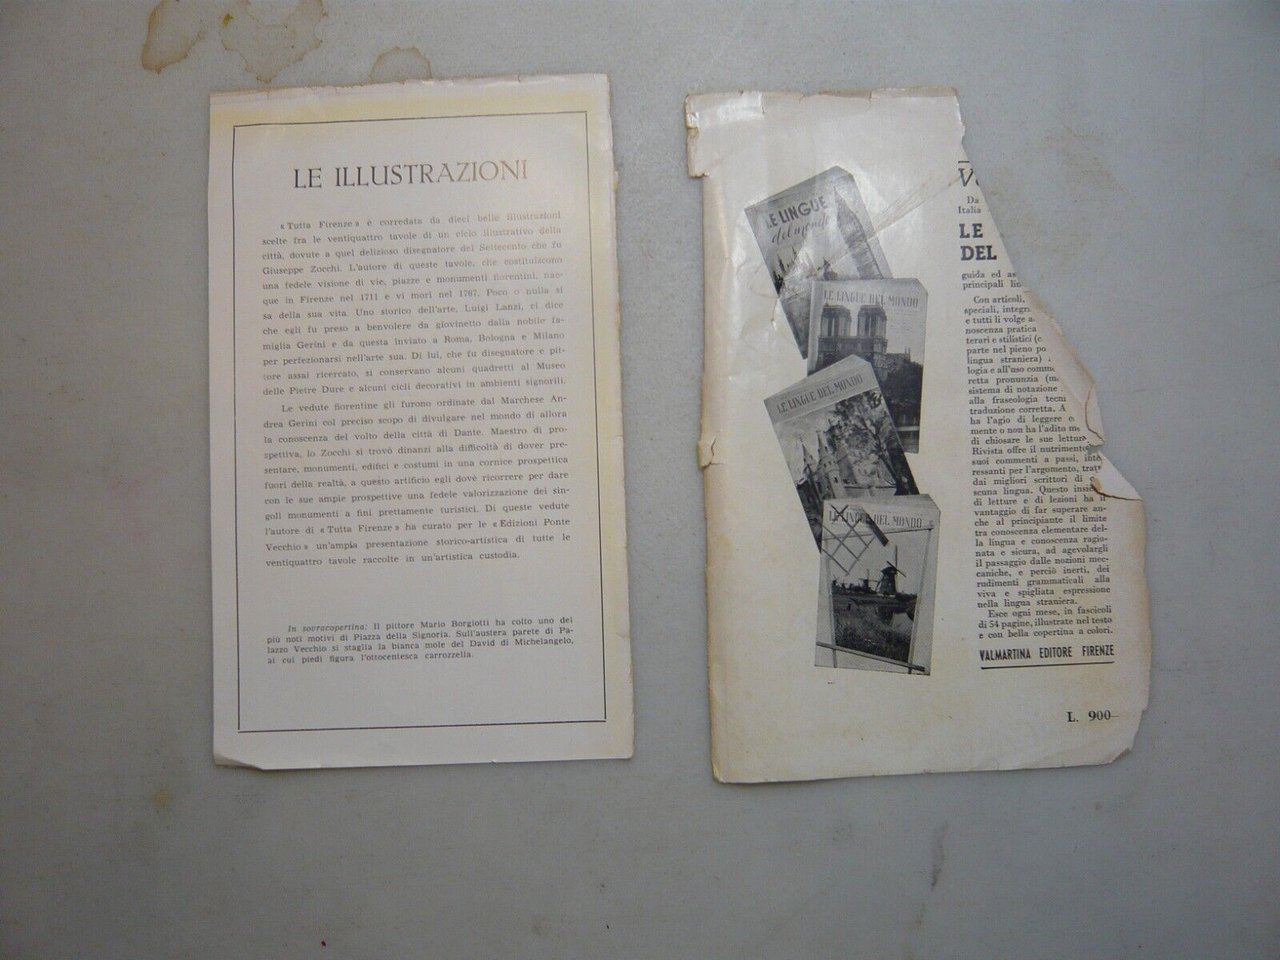 LE ILLUSTRAZIONI
« Tutta Firenze » è corredata da dieci belle illustrazioni
scelte fra le ventiquattro tavole di un ciclo illustrativo della
città, dovute a quel delizioso disegnatore del Settecento che fu
Giuseppe Zocchi. L'autore di queste tavole, che costituiscono
una fedele visione di vie, piazze e monumenti fiorentini, nac-
que in Firenze nel 1711 e vi morì nel 1767. Poco o nulla si
sa della sua vita. Uno storico dell'arte, Luigi Lanzi, ci dice
che egli fu preso a benvolere da giovinetto dalla nobile fa-
miglia Gerini e da questa inviato a Roma, Bologna e Milano
per perfezionarsi nell'arte sua. Di lui, che fu disegnatore e pit-
tore assai ricercato, si conservano alcuni quadretti al Museo
delle Pietre Dure e alcuni cicli decorativi in ambienti signorili.
Le vedute fiorentine gli furono ordinate dal Marchese An-
drea Gerini col preciso scopo di divulgare nel mondo di allora
la conoscenza del volto della città di Dante. Maestro di pro-
spettiva, lo Zocchi si trovò dinanzi alla difficoltà di dover pre-
sentare, monumenti, edifici e costumi in una cornice prospettica
fuori della realtà, a questo artificio egli dovè ricorrere per dare
con le sue ampie prospettive una fedele valorizzazione dei sin-
goli monumenti a fini prettamente turistici. Di queste vedute
l'autore di « Tutta Firenze » ha curato per le « Edizioni Ponte
Vecchio » un'ampia presentazione storico-artistica di tutte le
ventiquattro tavole raccolte in un'artistica custodia.
In sovracopertina: Il pittore Mario Borgiotti ha colto uno dei
più noti motivi di Piazza della Signoria. Sull'austera parete di Pa-
lazzo Vecchio si staglia la bianca mole del David di Michelangelo,
ai cui piedi figura l'ottocentesca carrozzella.
LE LINGUE
del mondo
LE LINGUE DEL MONDO
LE LINGUE DEL MONDO
LE LINGUE DEL MONDO
Da
Italia
LE
DEL
guida ed as
principali lin
Con articoli,
speciali, integr
e tutti li volge a
noscenza pratica
terari e stilistici (c
parte nel pieno po
lingua straniera)
logia e all'uso comu
retta pronunzia (m
sistema di notazione
alla fraseologia tecn
traduzione corretta. A
ha l'agio di leggere c
mente o non ha l'adito m
di chiosare le sue lettur
Rivista offre il nutrimento
suoi commenti a passi, inte
ressanti per l'argomento, trat
dai migliori scrittori di c
scuna lingua. Questo insie
di letture e di lezioni ha il
vantaggio di far superare an-
che al principiante il limite
tra conoscenza elementare del-
la lingua e conoscenza ragio-
nata e sicura, ad agevolargli
il passaggio dalle nozioni mec-
caniche, e perciò inerti, dei
rudimenti grammaticali alla
viva e spigliata espressione
nella lingua straniera.
Esce ogni mese, in fascicoli
di 54 pagine, illustrate nel testo
e con bella copertina a colori.
VALMARTINA EDITORE FIRENZE
L. 900